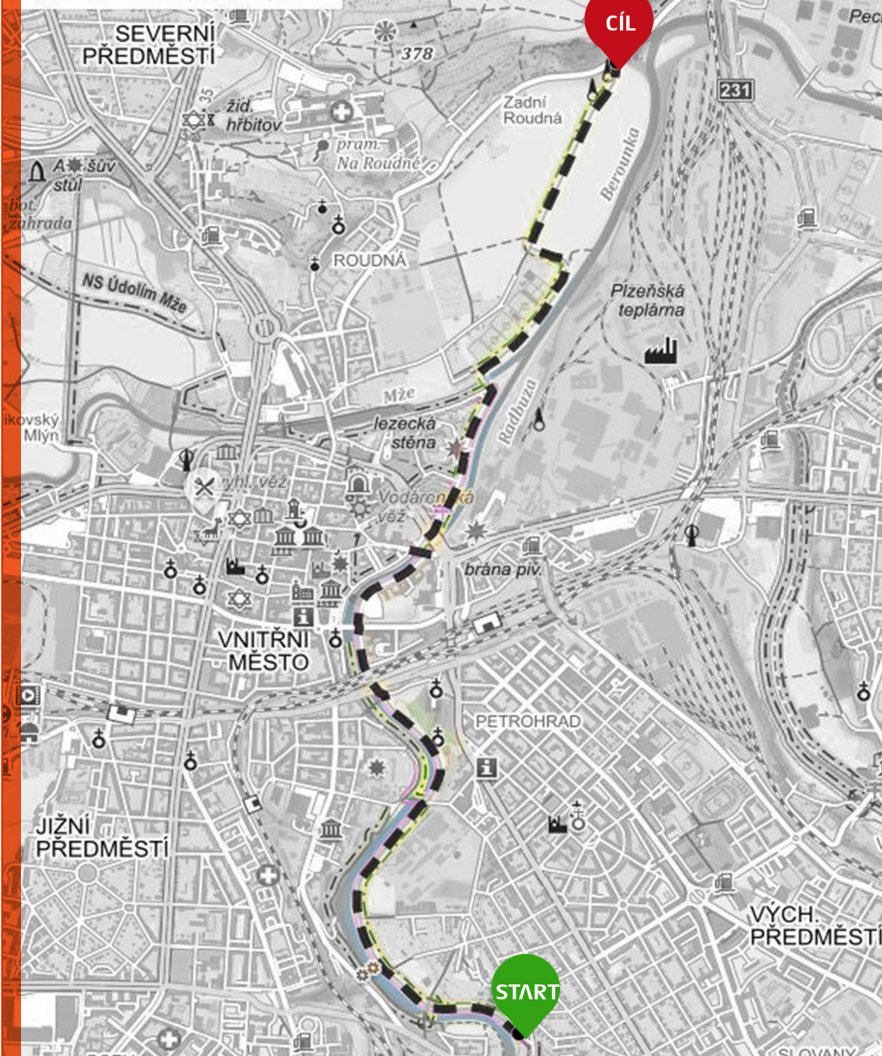 CÍL
Pec
SEVERNÍ
PŘEDMĚSTÍ
378
231
35
žid.
hřbitov
Zadní
Roudná
pram.
Na Roudné
Berounka
stůl
bot.
zahrada
ROUDNÁ
NS Údolím Mže
Plzeňská
teplárna
Mže
Radbuza
lezecká
stěna
ikovský
Mlýn
vyhl. věž
Vodárenská
věž
brána piv.
VNITŘNÍ
MĚSTO
PETROHRAD
JIŽNÍ
PŘEDMĚSTÍ
VÝCH.
PŘEDMĚSTÍ
START
SLOVANY